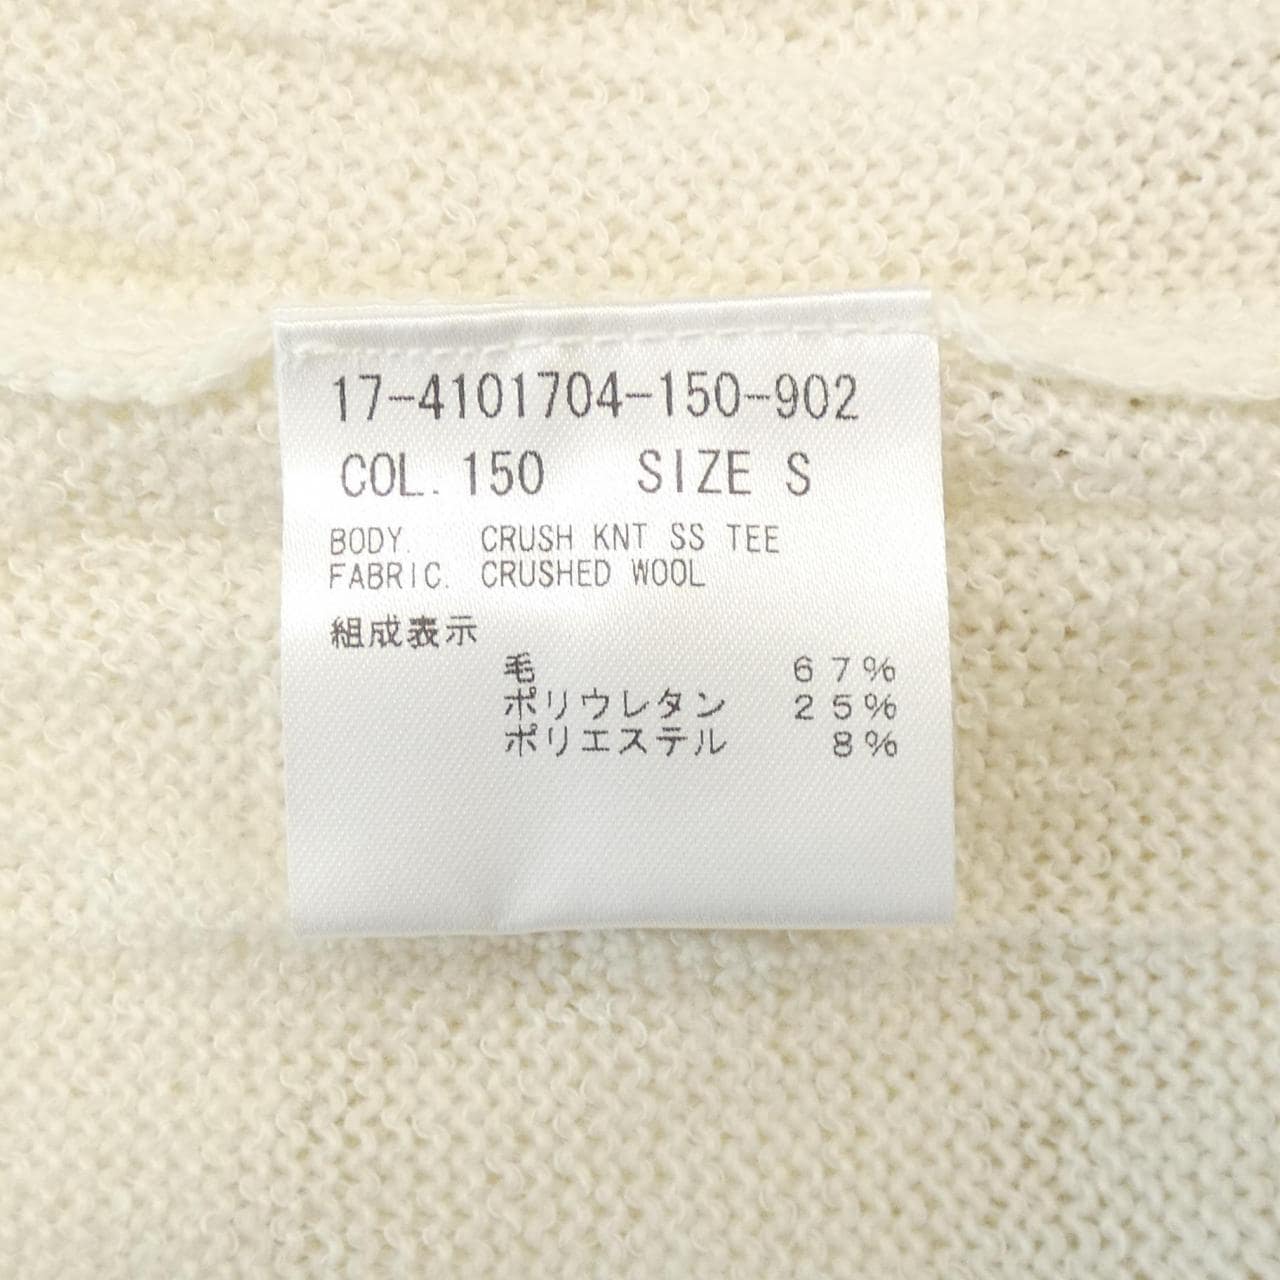 17-4101704-150-902
COL. 150 SIZE S
BODY. CRUSH KNT SS TEE
FABRIC. CRUSHED WOOL
組成表示
毛 67%
ポリウレタン 25%
ポリエステル 8%